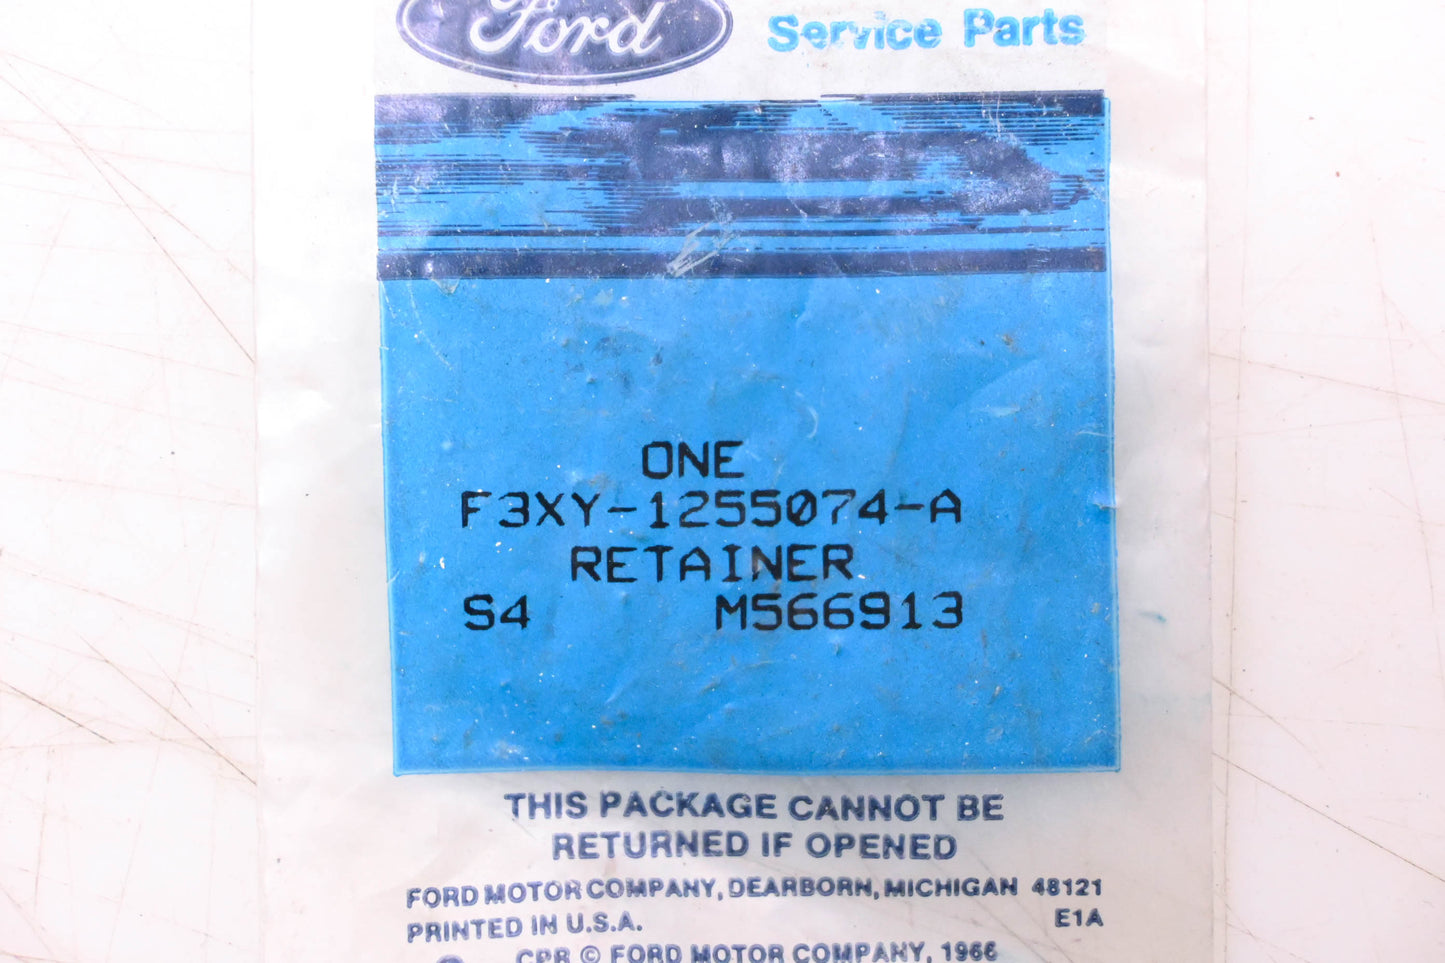 Ford Service Parts
ONE
F3XY-1255074-A
RETAINER
S4 M566913
THIS PACKAGE CANNOT BE
RETURNED IF OPENED
FORD MOTOR COMPANY, DEARBORN, MICHIGAN 48121
PRINTED IN U.S.A. E1A
CPR © FORD MOTOR COMPANY, 1966